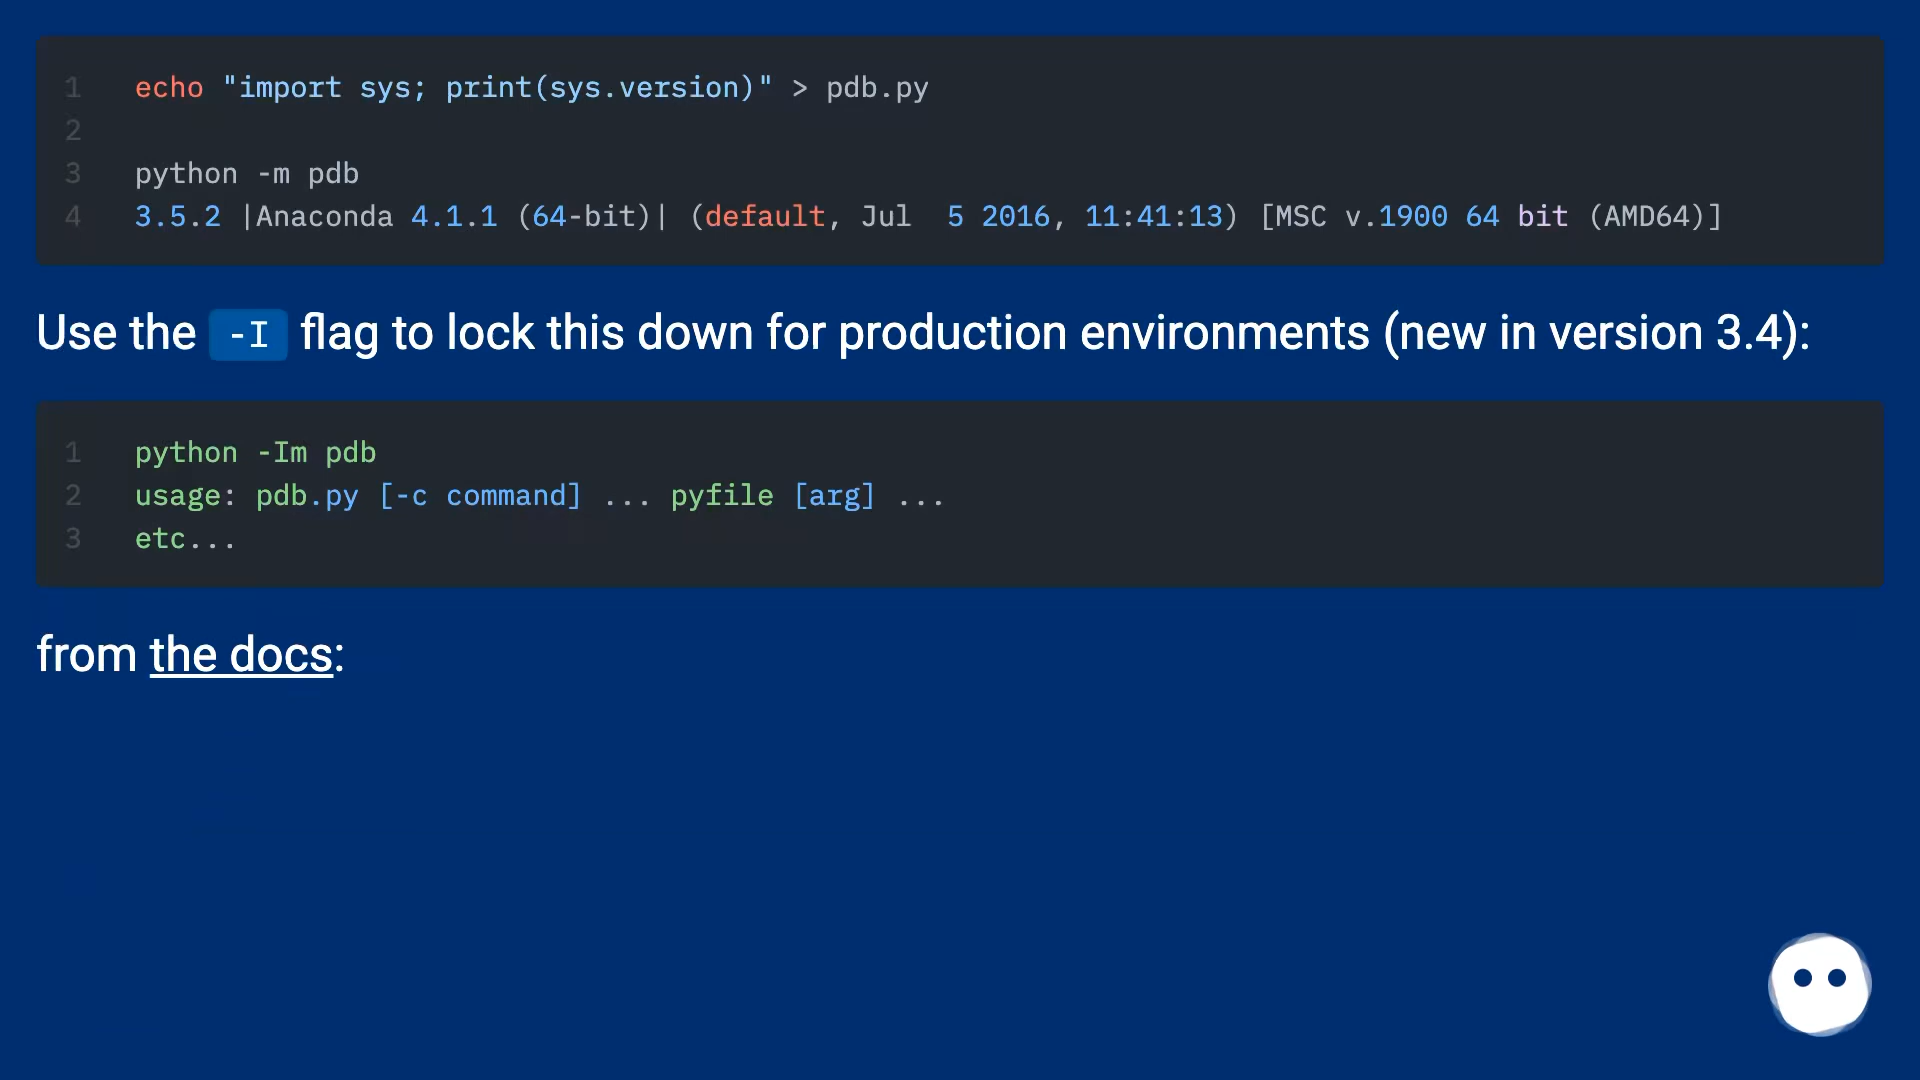 1 echo "import sys; print(sys.version)" > pdb.py
2
3 python -m pdb
4 3.5.2 |Anaconda 4.1.1 (64-bit)| (default, Jul  5 2016, 11:41:13) [MSC v.1900 64 bit (AMD64)]
Use the -I flag to lock this down for production environments (new in version 3.4):
1 python -Im pdb
2 usage: pdb.py [-c command] ... pyfile [arg] ...
3 etc...
from the docs: